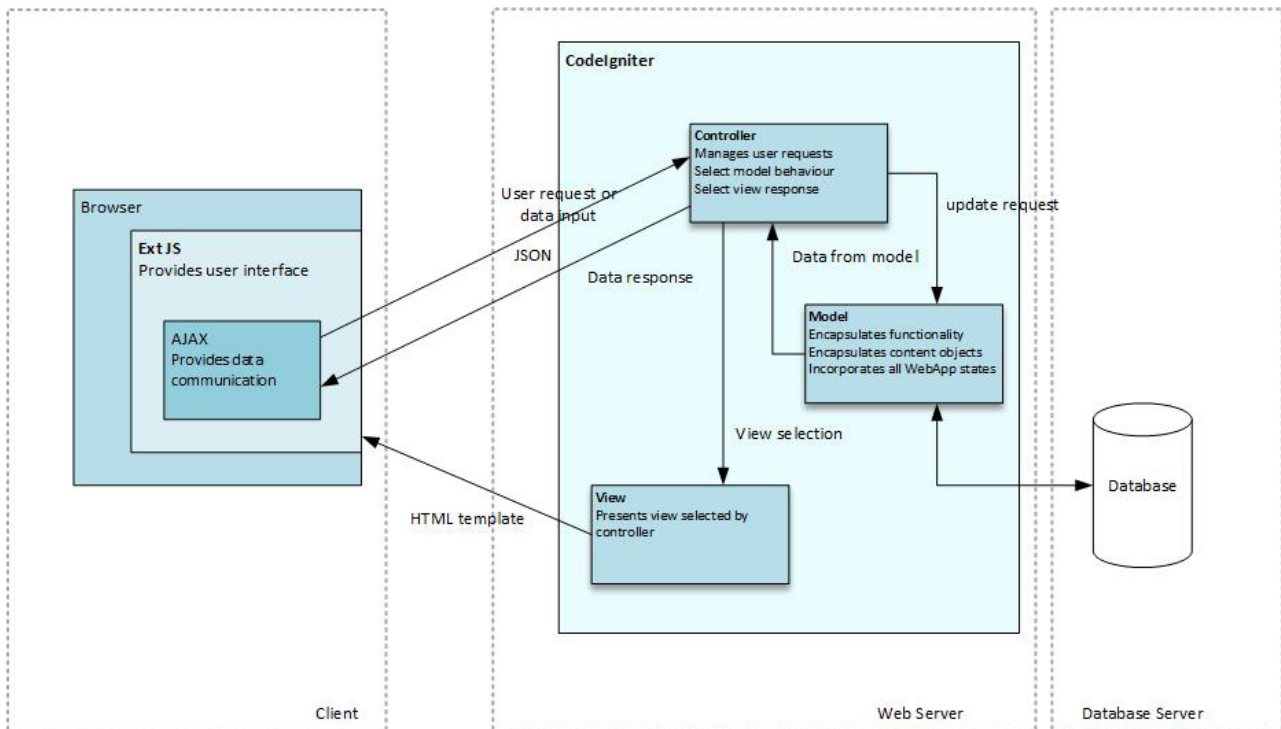 CodeIgniter
Controller
Manages user requests
Select model behaviour
Select view response
User request or
data input
update request
Browser
Ext JS
Provides user interface
JSON
Data response
Data from model
Model
Encapsulates functionality
Encapsulates content objects
Incorporates all WebApp states
AJAX
Provides data
communication
View selection
Database
View
Presents view selected by
controller
HTML template
Client
Web Server
Database Server